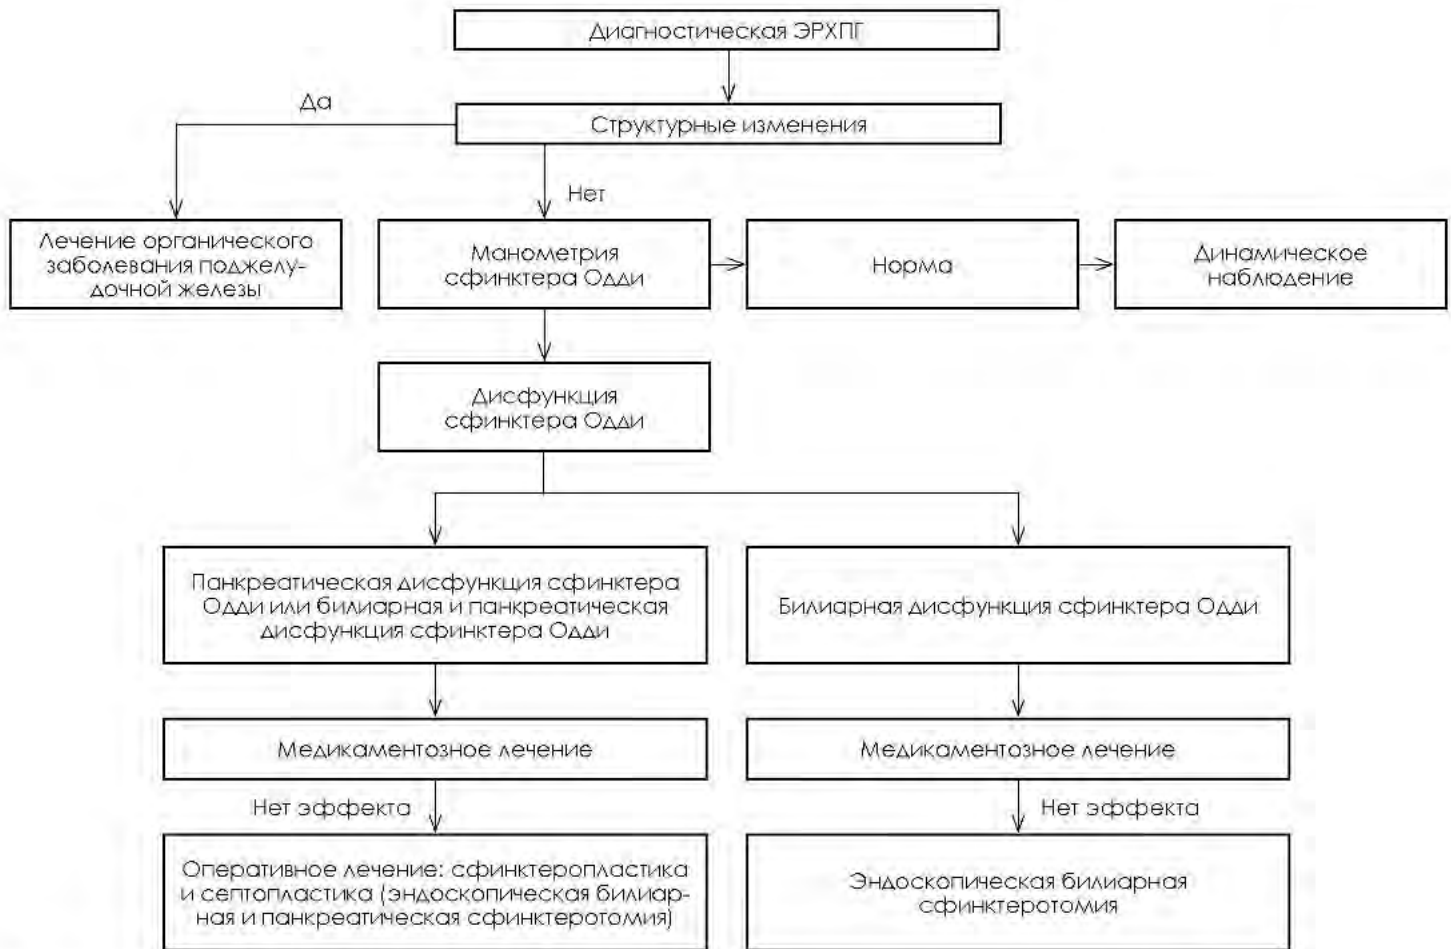 Диагностическая ЭРХПГ
Да
Структурные изменения
Нет
Лечение органического
заболевания поджелу-
дочной железы
Манометрия
сфинктера Одди
Норма
Динамическое
наблюдение
Дисфункция
сфинктера Одди
Панкреатическая дисфункция сфинктера
Одди или билиарная и панкреатическая
дисфункция сфинктера Одди
Билиарная дисфункция сфинктера Одди
Медикаментозное лечение
Медикаментозное лечение
Нет эффекта
Нет эффекта
Оперативное лечение: сфинктеропластика
и септопластика (эндоскопическая билиар-
ная и панкреатическая сфинктеротомия)
Эндоскопическая билиарная
сфинктеротомия